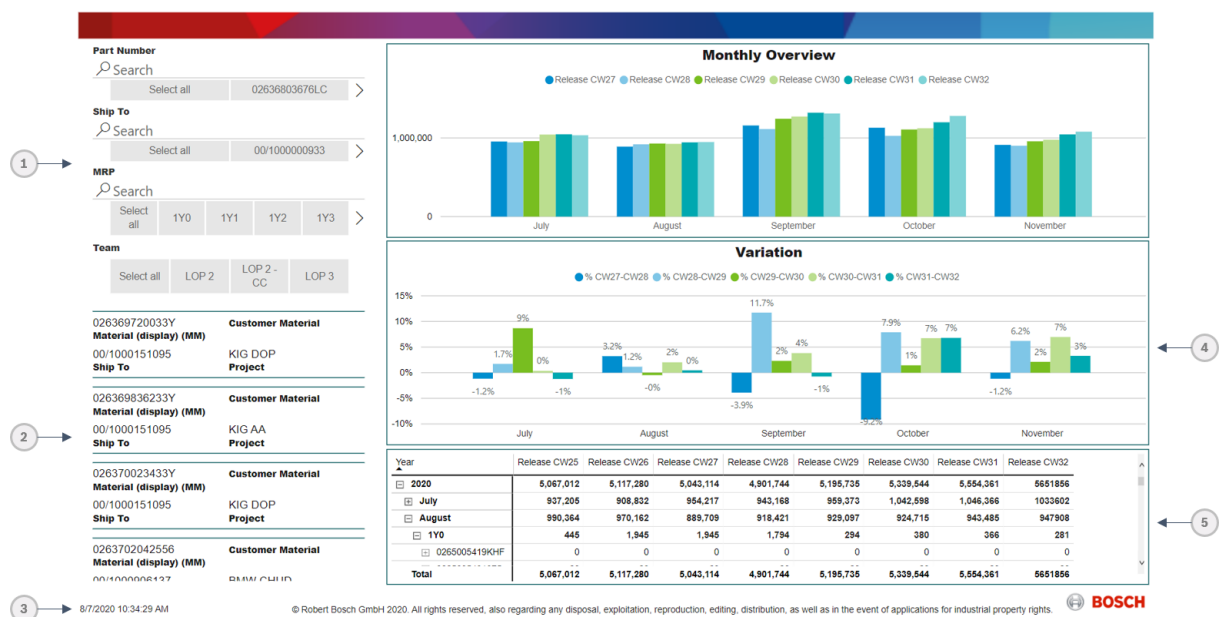 Part Number
Search
Select all 02636803676LC
Ship To
Search
Select all 00/1000000933
1
MRP
Search
Select all 1Y0 1Y1 1Y2 1Y3
Team
Select all LOP 2 LOP 2 - CC LOP 3
026369720033Y Customer Material
Material (display) (MM)
00/1000151095 KIG DOP
Ship To Project
026369836233Y Customer Material
Material (display) (MM)
2
00/1000151095 KIG AA
Ship To Project
026370023433Y Customer Material
Material (display) (MM)
00/1000151095 KIG DOP
Ship To Project
0263702042556 Customer Material
Material (display) (MM)
00/1000906137 BMW CHUD
Monthly Overview
Release CW27 Release CW28 Release CW29 Release CW30 Release CW31 Release CW32
1,000,000
0
July August September October November
Variation
% CW27-CW28 % CW28-CW29 % CW29-CW30 % CW30-CW31 % CW31-CW32
15%
10%
5%
0%
-5%
-10%
-1.2% 1.7% 9% 0% -1%
3.2% 1.2% -0% 2% 0%
-3.9% 11.7% 2% 4% -1%
-9.2% 7.9% 1% 7% 7%
-1.2% 6.2% 2% 7% 3%
July August September October November
4
Year Release CW25 Release CW26 Release CW27 Release CW28 Release CW29 Release CW30 Release CW31 Release CW32
2020 5,067,012 5,117,280 5,043,114 4,901,744 5,195,735 5,339,544 5,554,361 5651856
July 937,205 908,832 954,217 943,168 959,373 1,042,598 1,046,366 1033602
August 990,364 970,162 889,709 918,421 929,097 924,715 943,485 947908
5
1Y0 445 1,945 1,945 1,794 294 380 366 281
0265005419KHF 0 0 0 0 0 0 0 0
Total 5,067,012 5,117,280 5,043,114 4,901,744 5,195,735 5,339,544 5,554,361 5651856
3
8/7/2020 10:34:29 AM
© Robert Bosch GmbH 2020. All rights reserved, also regarding any disposal, exploitation, reproduction, editing, distribution, as well as in the event of applications for industrial property rights.
BOSCH